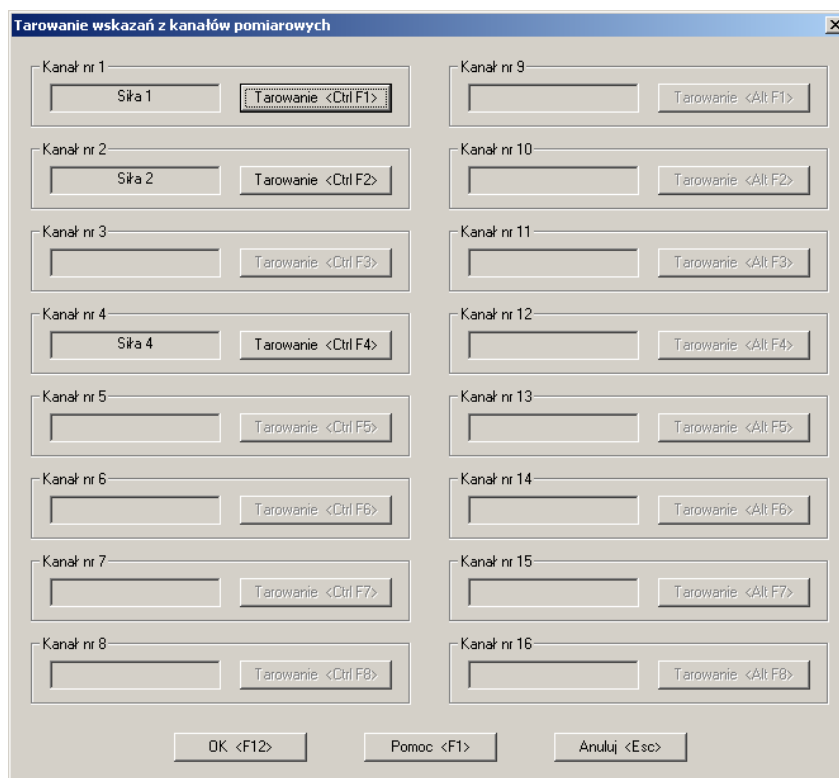 Tarowanie wskazań z kanałów pomiarowych
Kanał nr 1
Siła 1
Tarowanie <Ctrl F1>
Kanał nr 2
Siła 2
Tarowanie <Ctrl F2>
Kanał nr 3
Tarowanie <Ctrl F3>
Kanał nr 4
Siła 4
Tarowanie <Ctrl F4>
Kanał nr 5
Tarowanie <Ctrl F5>
Kanał nr 6
Tarowanie <Ctrl F6>
Kanał nr 7
Tarowanie <Ctrl F7>
Kanał nr 8
Tarowanie <Ctrl F8>
Kanał nr 9
Tarowanie <Alt F1>
Kanał nr 10
Tarowanie <Alt F2>
Kanał nr 11
Tarowanie <Alt F3>
Kanał nr 12
Tarowanie <Alt F4>
Kanał nr 13
Tarowanie <Alt F5>
Kanał nr 14
Tarowanie <Alt F6>
Kanał nr 15
Tarowanie <Alt F7>
Kanał nr 16
Tarowanie <Alt F8>
OK <F12>
Pomoc <F1>
Anuluj <Esc>